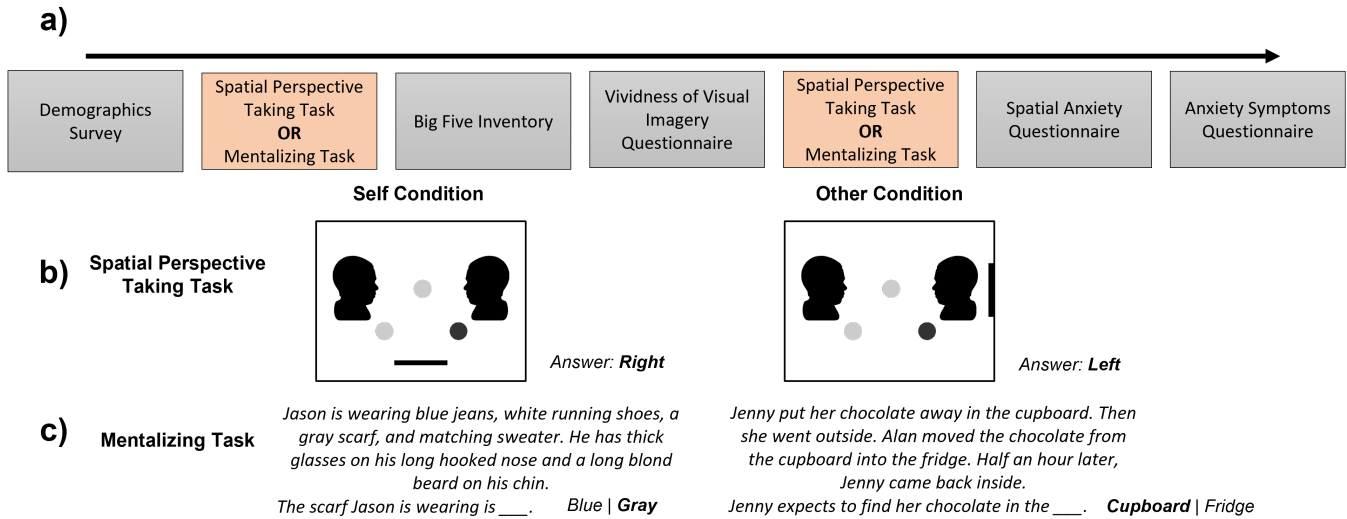 a)
Demographics
Survey
Spatial Perspective
Taking Task
OR
Mentalizing Task
Big Five Inventory
Vividness of Visual
Imagery
Questionnaire
Spatial Perspective
Taking Task
OR
Mentalizing Task
Spatial Anxiety
Questionnaire
Anxiety Symptoms
Questionnaire
Self Condition
Other Condition
b)
Spatial Perspective
Taking Task
Answer: Right
Answer: Left
c)
Mentalizing Task
Jason is wearing blue jeans, white running shoes, a
gray scarf, and matching sweater. He has thick
glasses on his long hooked nose and a long blond
beard on his chin.
The scarf Jason is wearing is ___.
Blue | Gray
Jenny put her chocolate away in the cupboard. Then
she went outside. Alan moved the chocolate from
the cupboard into the fridge. Half an hour later,
Jenny came back inside.
Jenny expects to find her chocolate in the ___.
Cupboard | Fridge